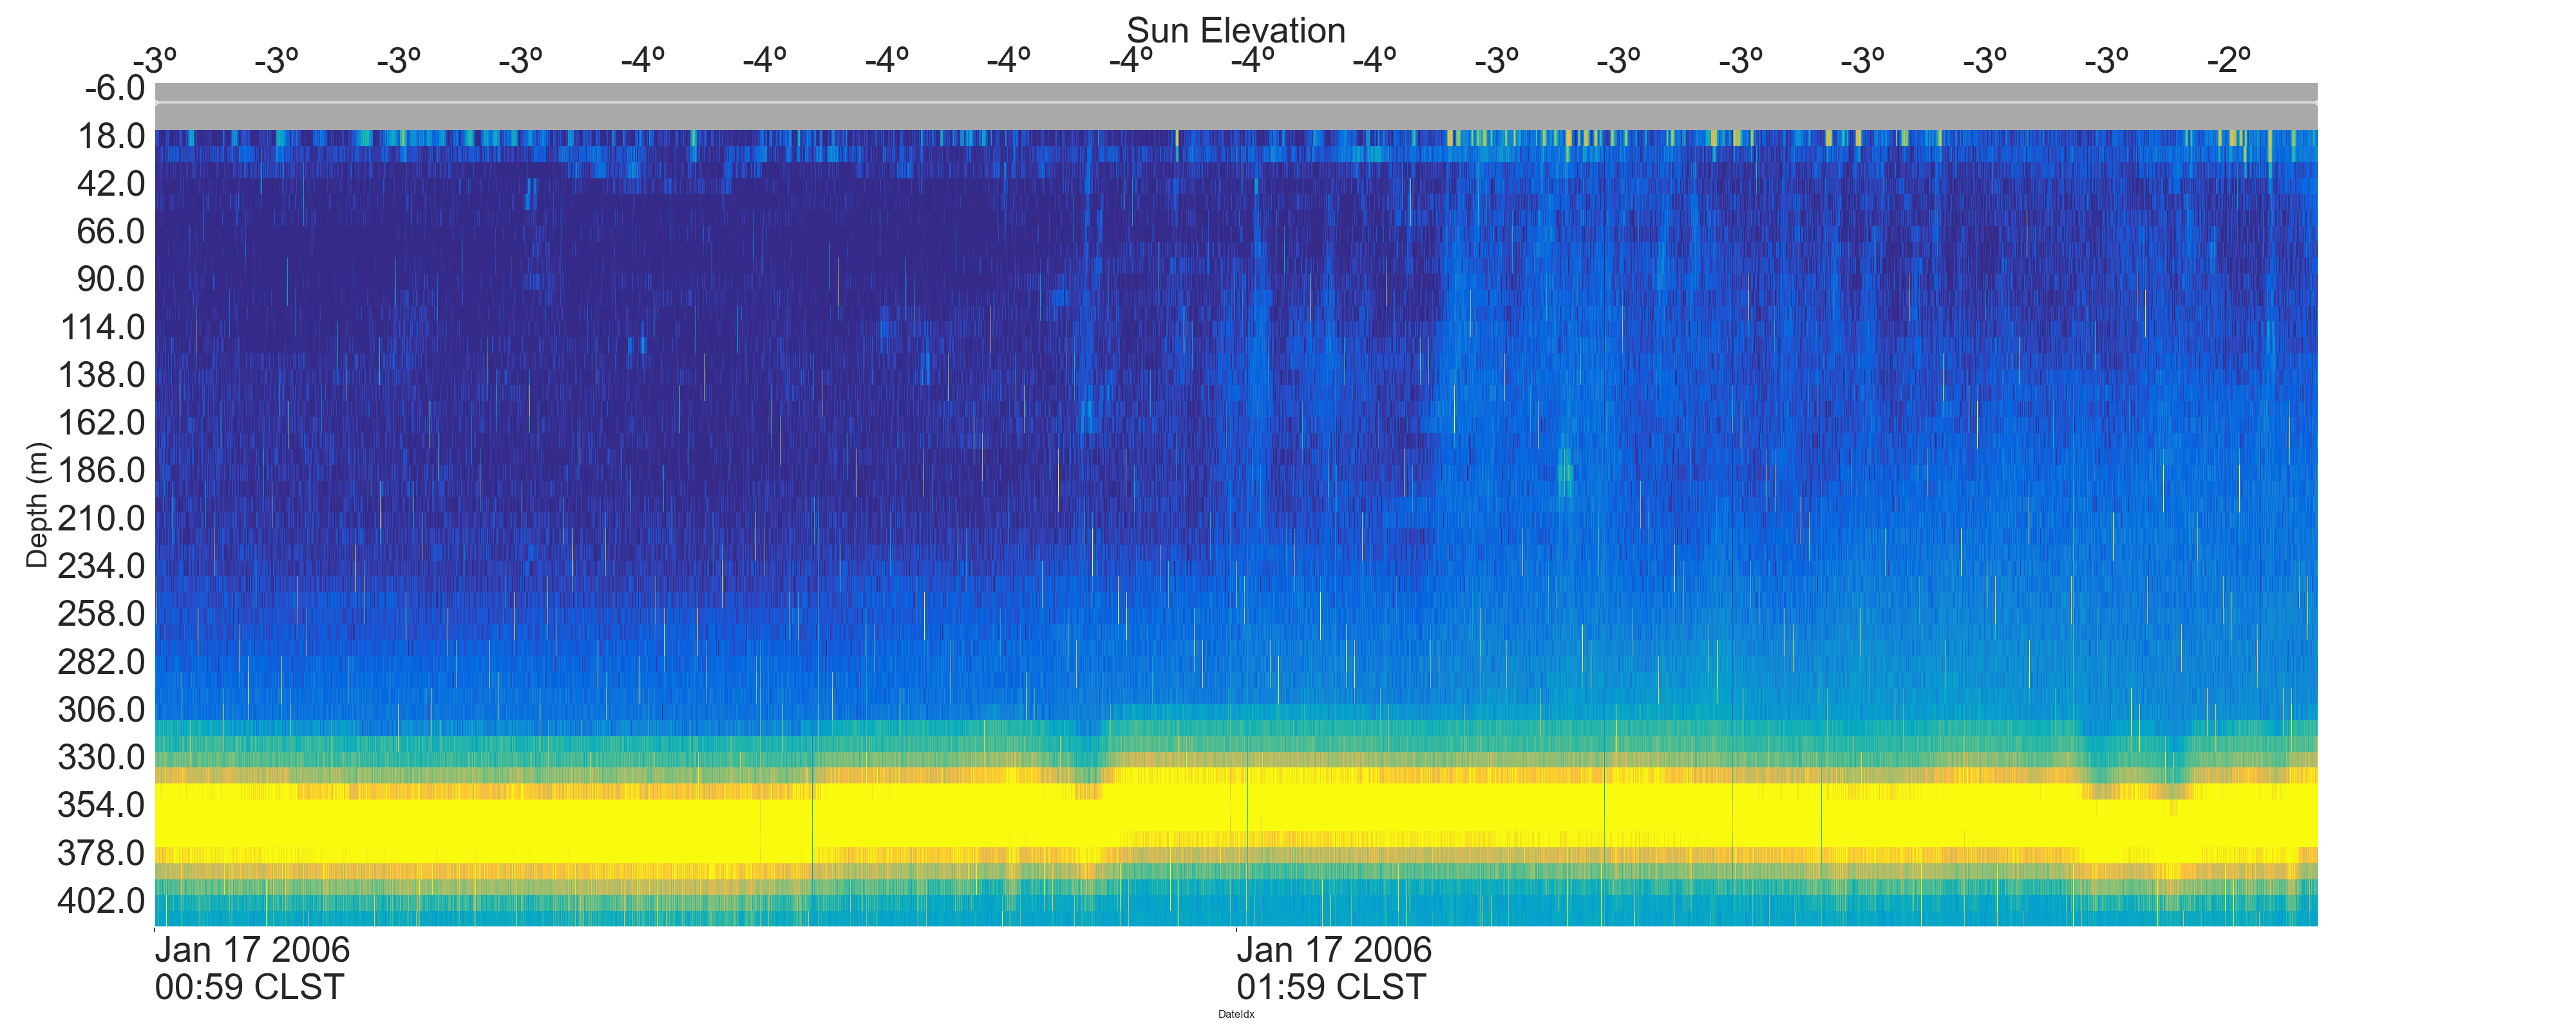 Sun Elevation
-3º -3º -3º -3º -4º -4º -4º -4º -4º -4º -4º -3º -3º -3º -3º -3º -3º -2º
Depth (m)
-6.0
18.0
42.0
66.0
90.0
114.0
138.0
162.0
186.0
210.0
234.0
258.0
282.0
306.0
330.0
354.0
378.0
402.0
Jan 17 2006
00:59 CLST
Jan 17 2006
01:59 CLST
DateIdx